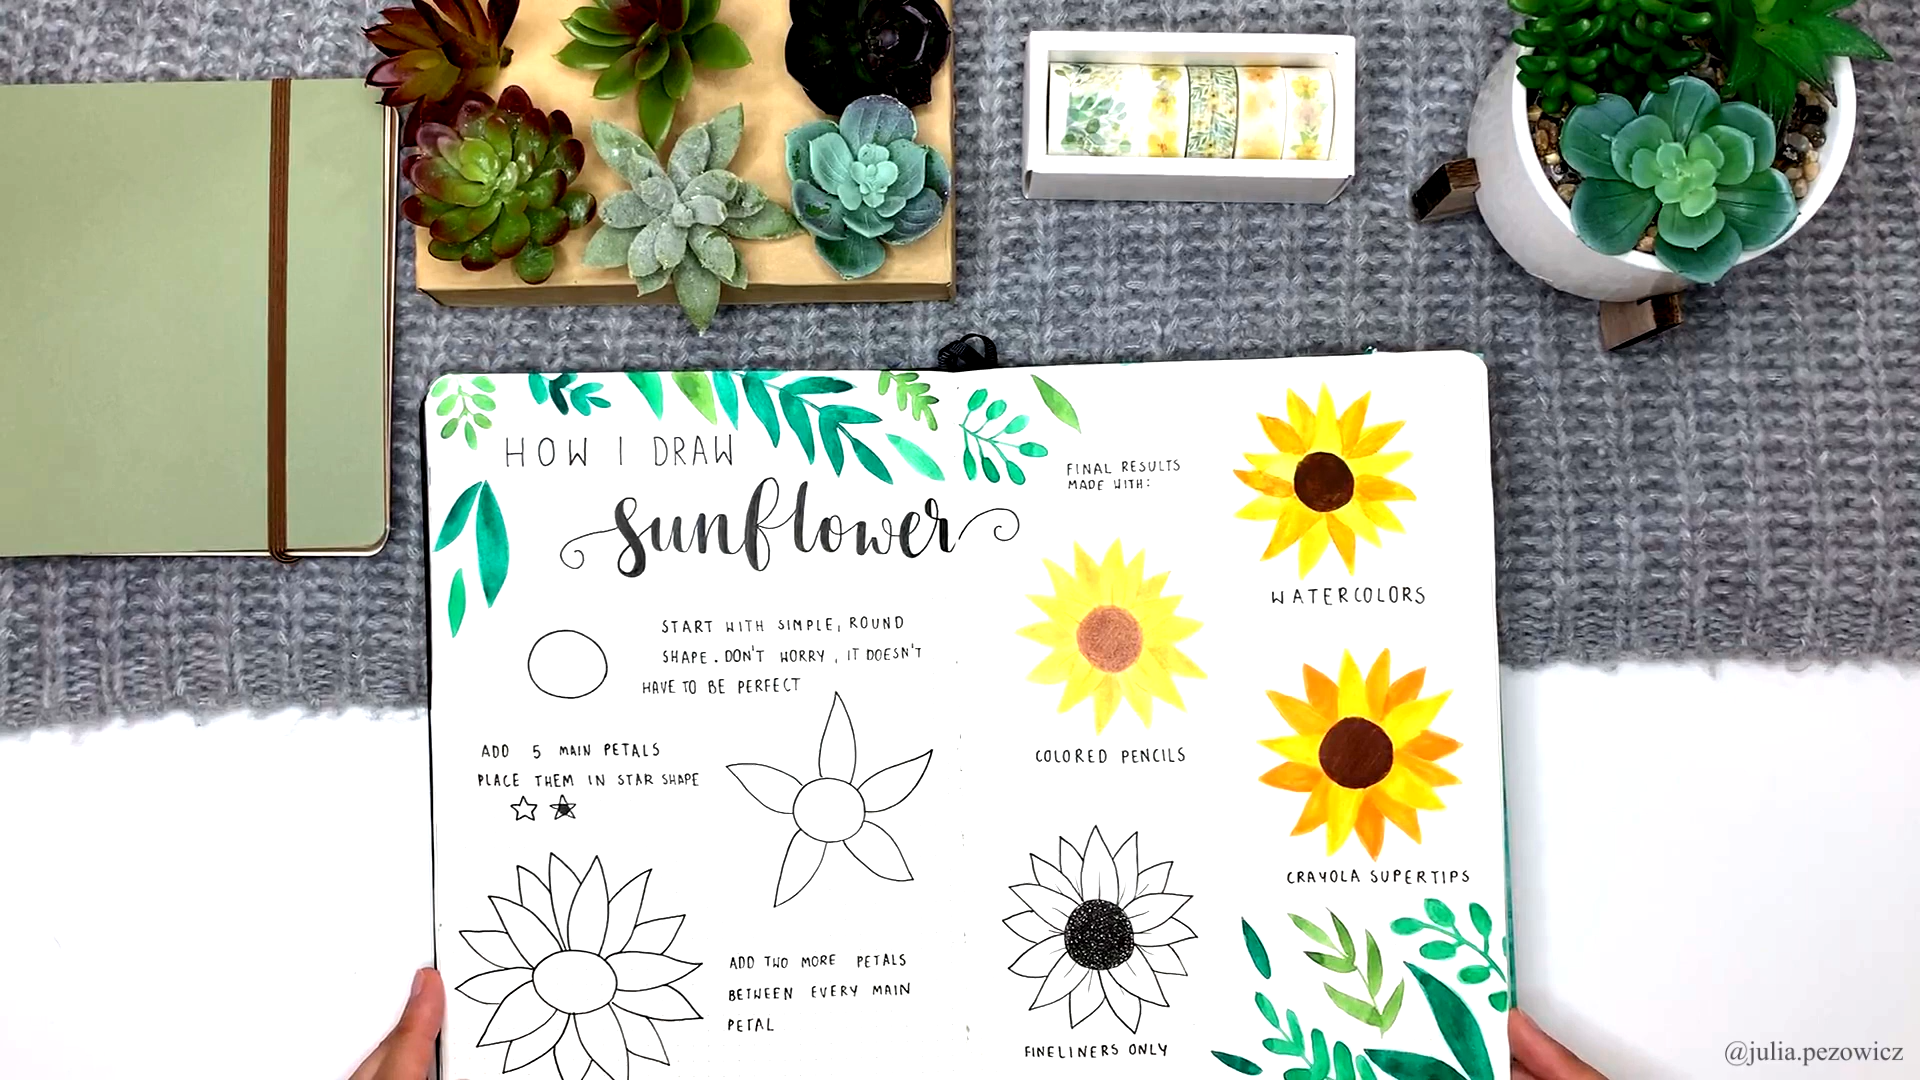 HOW I DRAW
sunflower
START WITH SIMPLE, ROUND
SHAPE. DON'T WORRY, IT DOESN'T
HAVE TO BE PERFECT
ADD 5 MAIN PETALS
PLACE THEM IN STAR SHAPE
ADD TWO MORE PETALS
BETWEEN EVERY MAIN
PETAL
FINAL RESULTS
MADE WITH:
WATERCOLORS
COLORED PENCILS
CRAYOLA SUPERTIPS
FINELINERS ONLY
@julia.pezowicz